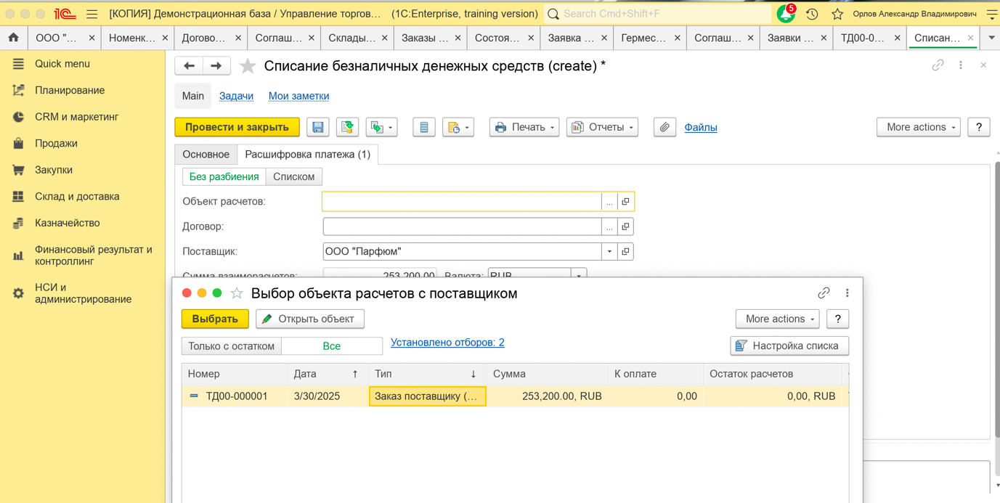 1С [КОПИЯ] Демонстрационная база / Управление торгов... (1C:Enterprise, training version) Search Cmd+Shift+F 5 Орлов Александр Владимирович
ООО "... Номенк... Догово... Соглаш... Склады... Заказы ... Состоя... Заявка ... Гермес... Соглаш... Заявки ... ТД00-0... Списан...
Quick menu
Планирование
CRM и маркетинг
Продажи
Закупки
Склад и доставка
Казначейство
Финансовый результат и
контроллинг
НСИ и
администрирование
Списание безналичных денежных средств (create) *
Main Задачи Мои заметки
Провести и закрыть Печать Отчеты Файлы More actions ?
Основное Расшифровка платежа (1)
Без разбиения Списком
Объект расчетов: ...
Договор: ...
Поставщик: ООО "Парфюм"
Сумма взаиморасчетов: 253,200.00 Валюта: RUB
Выбор объекта расчетов с поставщиком
Выбрать Открыть объект More actions ?
Только с остатком Все Установлено отборов: 2 Настройка списка
Номер Дата ↑ Тип ↓ Сумма К оплате Остаток расчетов
ТД00-000001 3/30/2025 Заказ поставщику (... 253,200.00, RUB 0,00 0,00, RUB